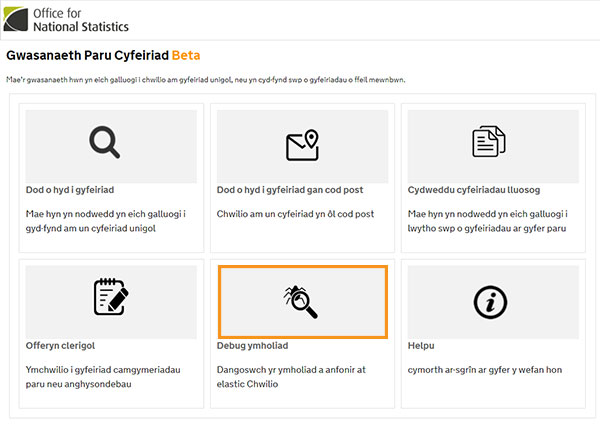 Office for
National Statistics
Gwasanaeth Paru Cyfeiriad Beta
Mae'r gwasanaeth hwn yn eich galluogi i chwilio am gyfeiriad unigol, neu yn cyd-fynd swp o gyfeiriadau o ffeil mewnbwn.
Dod o hyd i gyfeiriad
Mae hyn yn nodwedd yn eich galluogi i
gyd-fynd am un cyfeiriad unigol
Dod o hyd i gyfeiriad gan cod post
Chwilio am un cyfeiriad yn ôl cod post
Cydweddu cyfeiriadau lluosog
Mae hyn yn nodwedd yn eich galluogi i
lwytho swp o gyfeiriadau ar gyfer paru
Offeryn clerigol
Ymchwilio i gyfeiriad camgymeriadau
paru neu anghysondebau
Debug ymholiad
Dangoswch yr ymholiad a anfonir at
elastic Chwilio
Helpu
cymorth ar-sgrîn ar gyfer y wefan hon